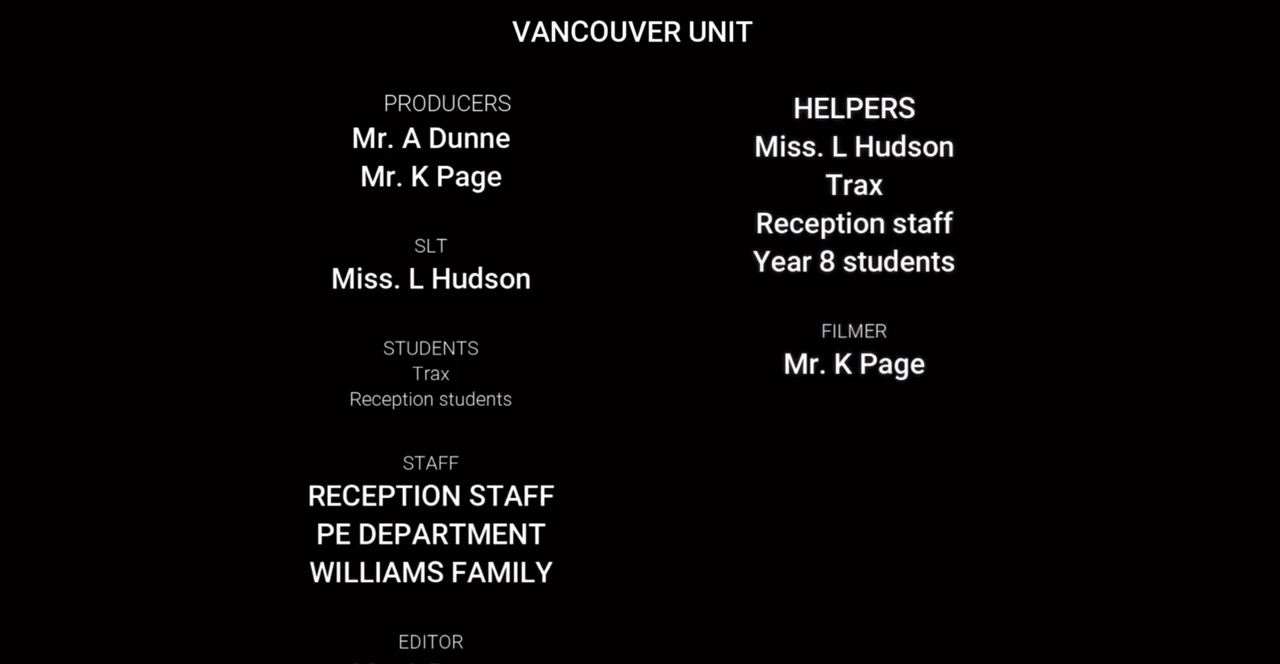 VANCOUVER UNIT
PRODUCERS
Mr. A Dunne
Mr. K Page
SLT
Miss. L Hudson
STUDENTS
Trax
Reception students
STAFF
RECEPTION STAFF
PE DEPARTMENT
WILLIAMS FAMILY
EDITOR
HELPERS
Miss. L Hudson
Trax
Reception staff
Year 8 students
FILMER
Mr. K Page